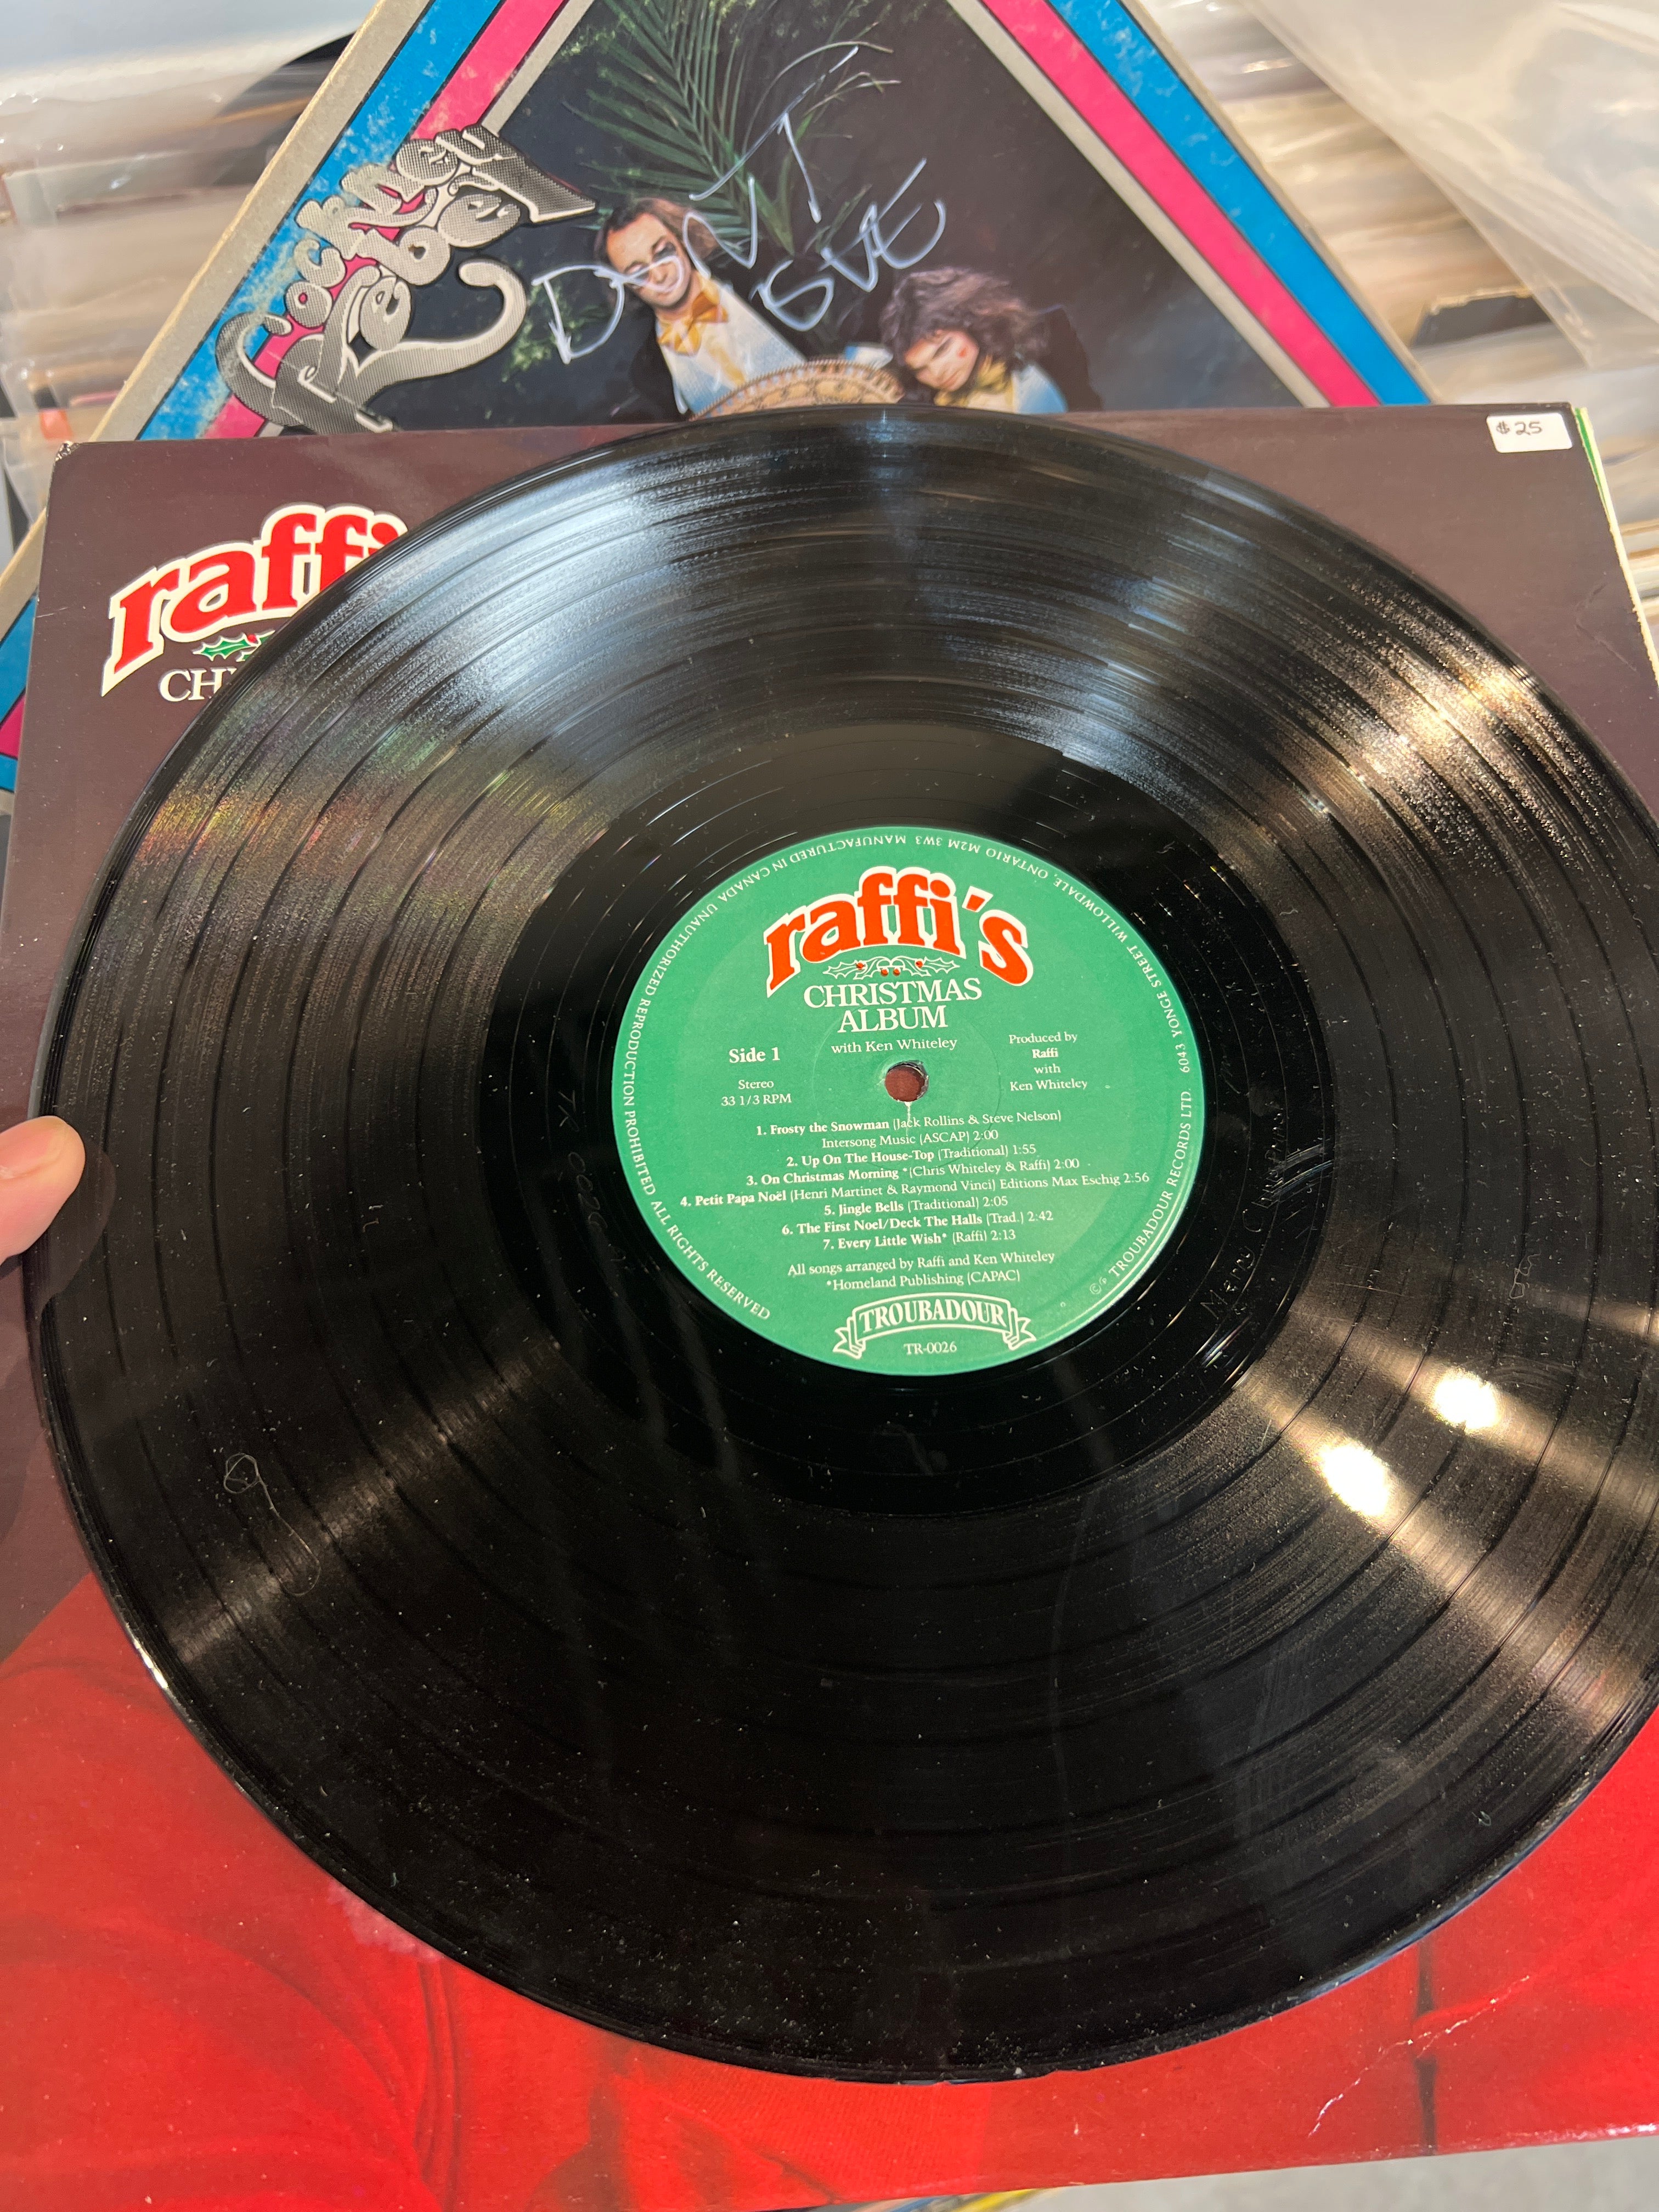 Cockney
Rebel
DON'T
GIVE
$25
raffi
CH
MANUFACTURED IN CANADA UNAUTHORIZED REPRODUCTION PROHIBITED ALL RIGHTS RESERVED
©℗ TROUBADOUR RECORDS LTD. 6043 YONGE STREET WILLOWDALE, ONTARIO M2M 3W3
raffi's
CHRISTMAS
ALBUM
with Ken Whiteley
Side 1
Stereo
33 1/3 RPM
Produced by
Raffi
with
Ken Whiteley
1. Frosty the Snowman (Jack Rollins & Steve Nelson)
Intersong Music (ASCAP) 2:00
2. Up On The House-Top (Traditional) 1:55
3. On Christmas Morning *(Chris Whiteley & Raffi) 2:00
4. Petit Papa Noël (Henri Martinet & Raymond Vinci) Editions Max Eschig 2:56
5. Jingle Bells (Traditional) 2:05
6. The First Noel/Deck The Halls (Trad.) 2:42
7. Every Little Wish* (Raffi) 2:13
All songs arranged by Raffi and Ken Whiteley
*Homeland Publishing (CAPAC)
TROUBADOUR
TR-0026